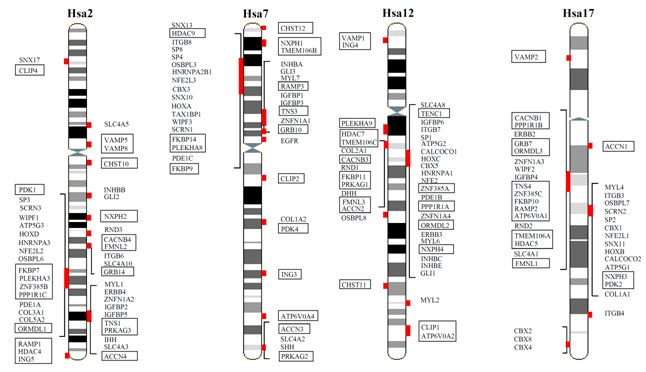 Hsa2
SNX17
CLIP4
SLC4A5
VAMP5
VAMP8
CHST10
INHBB
GLI2
NXPH2
RND3
CACNB4
FMNL2
ITGB6
SLC4A10
GRB14
MYL1
ERBB4
ZNFN1A2
IGFBP2
IGFBP5
TNS1
PRKAG3
IHH
SLC4A3
ACCN4
PDK1
SP3
SCRN3
WIPF1
ATP5G3
HOXD
HNRPA3
NFE2L2
OSBPL6
FKBP7
PLEKHA3
ZNF385B
PPP1R1C
PDE1A
COL3A1
COL5A2
ORMDL1
RAMP1
HDAC4
ING5
Hsa7
SNX13
HDAC9
ITGB8
SP8
SP4
OSBPL3
HNRNPA2B1
NFE2L3
CBX3
SNX10
HOXA
TAX1BP1
WIPF3
SCRN1
FKBP14
PLEKHA8
PDE1C
FKBP9
CHST12
NXPH1
TMEM106B
INHBA
GLI3
MYL7
RAMP3
IGFBP1
IGFBP3
TNS3
ZNFN1A1
GRB10
EGFR
CLIP2
COL1A2
PDK4
ING3
ATP6V0A4
ACCN3
SLC4A2
SHH
PRKAG2
Hsa12
VAMP1
ING4
PLEKHA9
HDAC7
TMEM106C
COL2A1
CACNB3
RND1
FKBP11
PRKAG1
DHH
FMNL3
ACCN2
OSBPL8
CHST11
SLC4A8
TENC1
IGFBP6
ITGB7
SP1
ATP5G2
CALCOCO1
HOXC
CBX5
HNRPA1
NFE2
ZNF385A
PDE1B
PPP1R1A
ZNFN1A4
ORMDL2
ERBB3
MYL6
NXPH4
INHBC
INHBE
GLI1
MYL2
CLIP1
ATP6V0A2
Hsa17
VAMP2
CACNB1
PPP1R1B
ERBB2
GRB7
ORMDL3
ZNFN1A3
WIPF2
IGFBP4
TNS4
ZNF385C
FKBP10
RAMP2
ATP6V0A1
RND2
TMEM106A
HDAC5
SLC4A1
FMNL1
CBX2
CBX8
CBX4
ACCN1
MYL4
ITGB3
OSBPL7
SCRN2
SP2
CBX1
NFE2L1
SNX11
HOXB
CALCOCO2
ATP5G1
NXPH3
PDK2
COL1A1
ITGB4